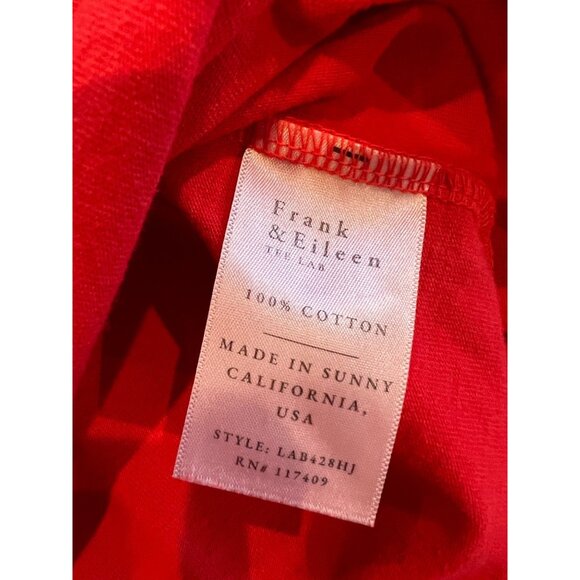 Frank
& Eileen
TEE LAB
100% COTTON
MADE IN SUNNY
CALIFORNIA,
USA
STYLE: LAB428HJ
RN# 117409